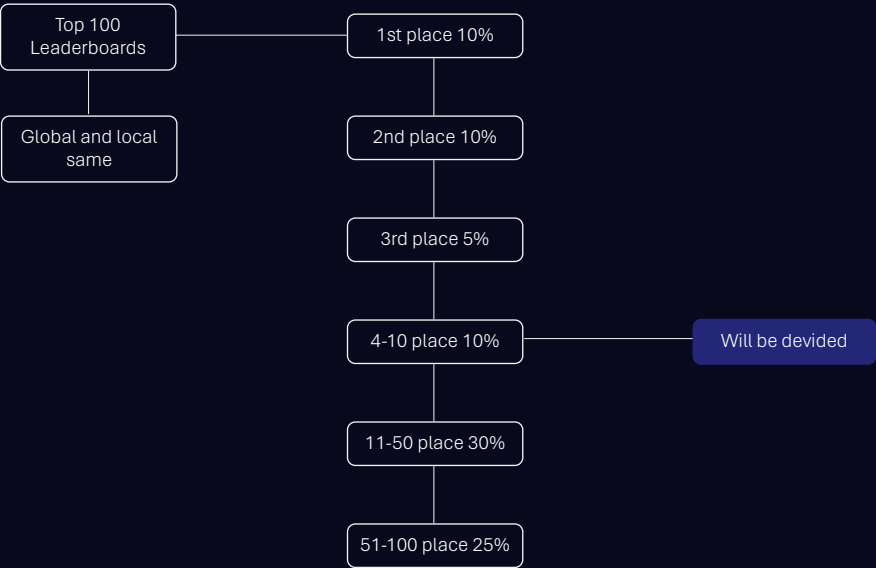 Top 100
Leaderboards
1st place 10%
Global and local
same
2nd place 10%
3rd place 5%
4-10 place 10%
Will be devided
11-50 place 30%
51-100 place 25%